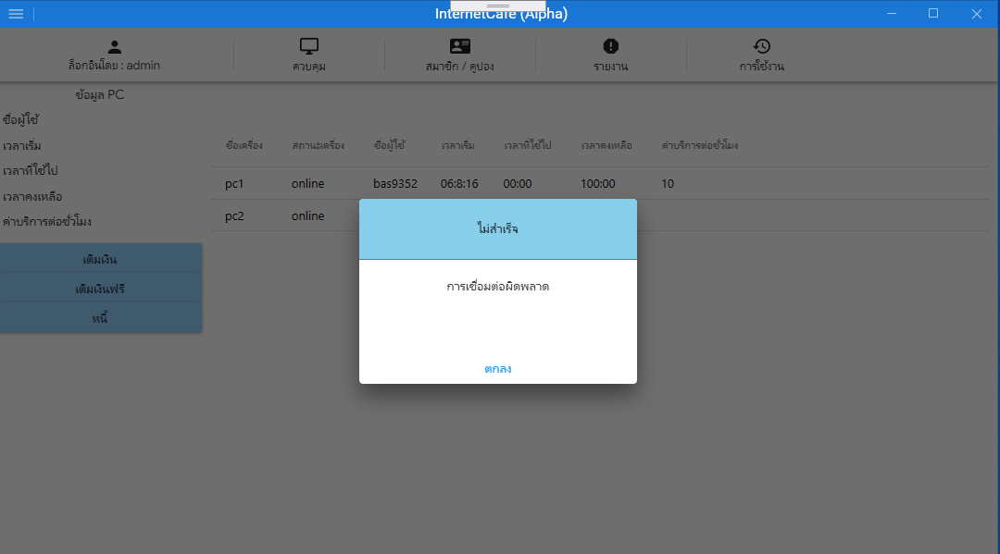 InternetCafe (Alpha)
ล็อกอินโดย : admin
ควบคุม
สมาชิก / คูปอง
รายงาน
การใช้งาน
ข้อมูล PC
ชื่อผู้ใช้
เวลาเริ่ม
เวลาที่ใช้ไป
เวลาคงเหลือ
ค่าบริการต่อชั่วโมง
เติมเงิน
เติมเงินฟรี
หนี้
ชื่อเครื่อง สถานะเครื่อง ชื่อผู้ใช้ เวลาเริ่ม เวลาที่ใช้ไป เวลาคงเหลือ ค่าบริการต่อชั่วโมง
pc1 online bas9352 06:8:16 00:00 100:00 10
pc2 online
ไม่สำเร็จ
การเชื่อมต่อผิดพลาด
ตกลง